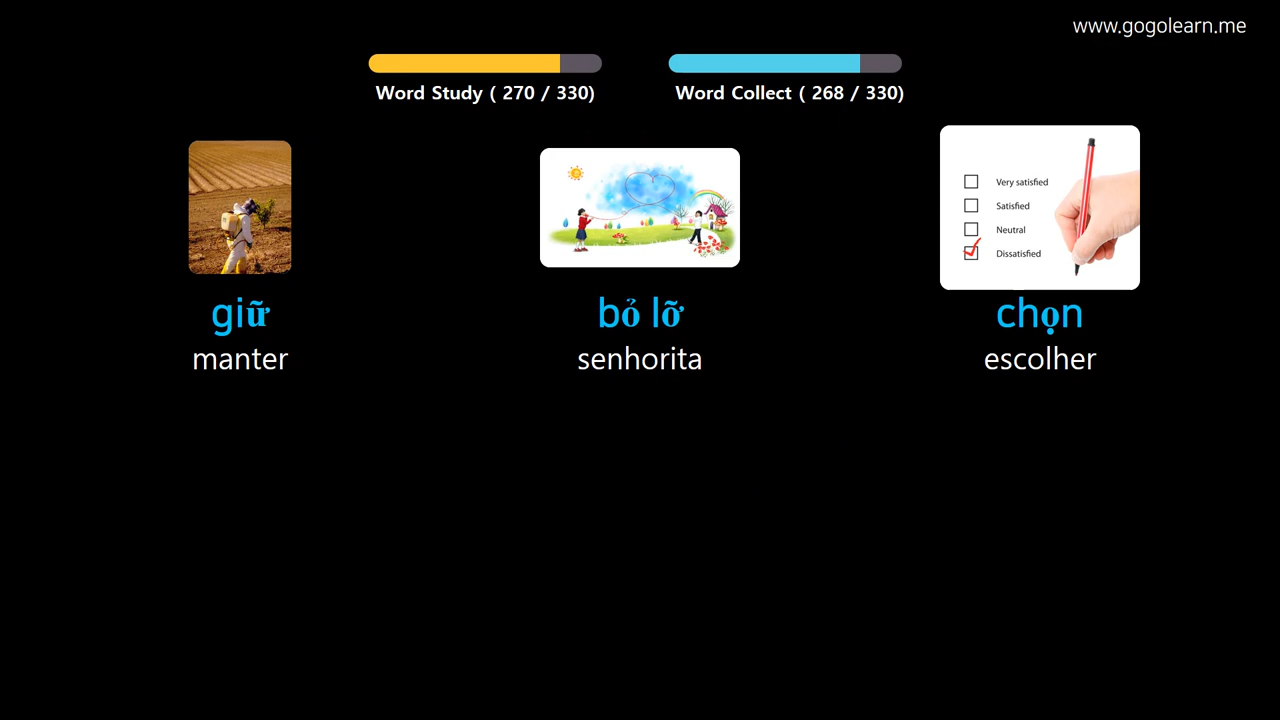 www.gogolearn.me
Word Study ( 270 / 330)
Word Collect ( 268 / 330)
Very satisfied
Satisfied
Neutral
Dissatisfied
giữ
bỏ lỡ
chọn
manter
senhorita
escolher